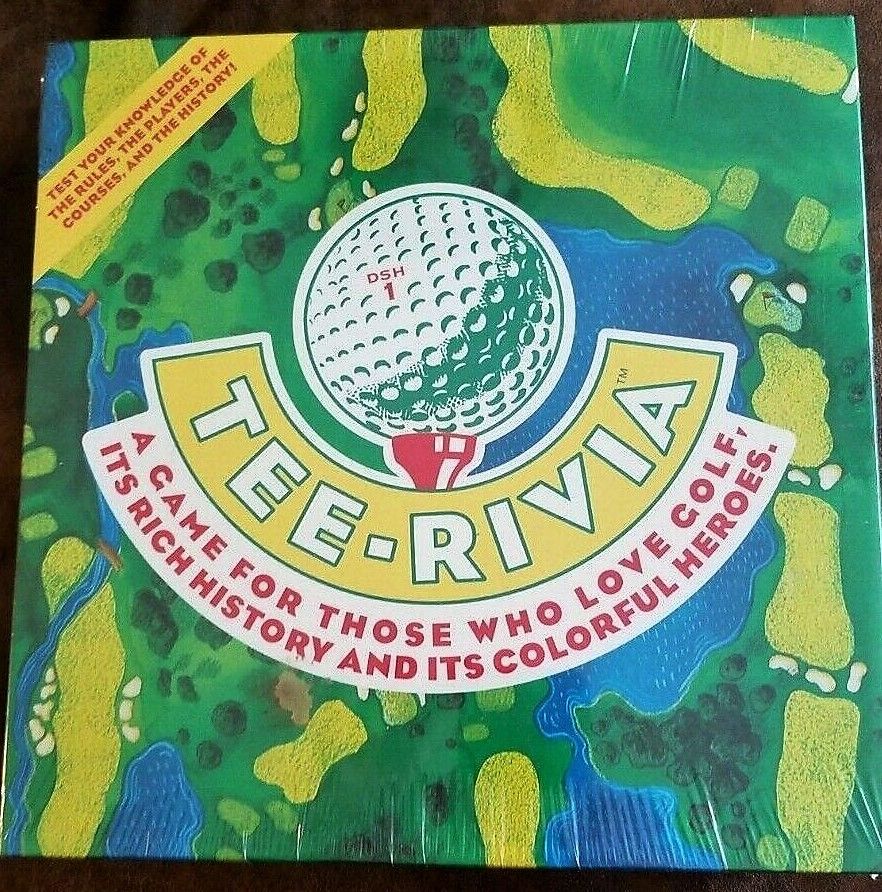 TEST YOUR KNOWLEDGE OF
THE RULES, THE PLAYERS, THE
COURSES, AND THE HISTORY!
DSH
1
TEE-RIVIA™
A GAME FOR THOSE WHO LOVE GOLF,
ITS RICH HISTORY AND ITS COLORFUL HEROES.